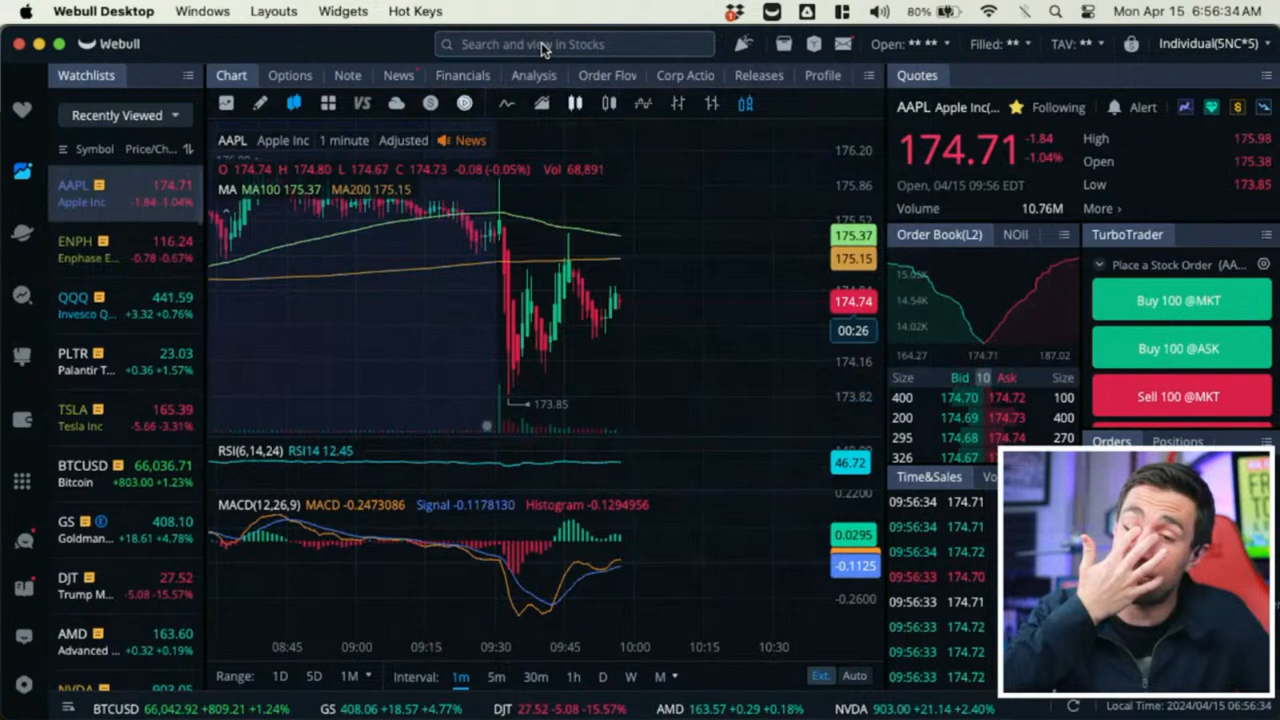 Webull Desktop Windows Layouts Widgets Hot Keys 80% Mon Apr 15 6:56:34 AM
Webull Search and view in Stocks Open: ** ** Filled: ** TAV: ** Individual(5NC*5)
Watchlists Chart Options Note News Financials Analysis Order Flov Corp Actio Releases Profile Quotes
Recently Viewed
Symbol Price/Ch...
AAPL 174.71
Apple Inc -1.84 -1.04%
ENPH 116.24
Enphase E... -0.78 -0.67%
QQQ 441.59
Invesco Q... +3.32 +0.76%
PLTR 23.03
Palantir T... +0.36 +1.57%
TSLA 165.39
Tesla Inc -5.66 -3.31%
BTCUSD 66,036.71
Bitcoin +803.00 +1.23%
GS 408.10
Goldman... +18.61 +4.78%
DJT 27.52
Trump M... -5.08 -15.57%
AMD 163.60
Advanced ... +0.32 +0.19%
NVDA 903.05
VS S
AAPL Apple Inc 1 minute Adjusted News
O 174.74 H 174.80 L 174.67 C 174.73 -0.08 (-0.05%) Vol 68,891
MA MA100 175.37 MA200 175.15
176.20
175.86
175.52
175.37
175.15
174.74
00:26
174.16
173.82
173.85
RSI(6,14,24) RSI14 12.45
46.72
MACD(12,26,9) MACD -0.2473086 Signal -0.1178130 Histogram -0.1294956
0.2200
0.0295
-0.1125
-0.2600
08:45 09:00 09:15 09:30 09:45 10:00 10:15 10:30
Range: 1D 5D 1M Interval: 1m 5m 30m 1h D W M Ext. Auto
AAPL Apple Inc(... Following Alert
174.71 -1.84
-1.04%
High 175.98
Open 175.38
Low 173.85
Open, 04/15 09:56 EDT
Volume 10.76M More ›
Order Book(L2) NOII
14.54K
14.02K
164.27 174.71 187.02
Size Bid 10 Ask Size
400 174.70 174.72 100
200 174.69 174.73 400
295 174.68 174.74 270
326
TurboTrader
Place a Stock Order (AA...
Buy 100 @MKT
Buy 100 @ASK
Sell 100 @MKT
Orders Positions
Time&Sales Vo
09:56:34 174.71
09:56:34 174.71
09:56:34 174.72
09:56:33 174.70
09:56:33 174.71
09:56:33 174.72
09:56:33 174.72
09:56:33 174.72
BTCUSD 66,042.92 +809.21 +1.24% GS 408.06 +18.57 +4.77% DJT 27.52 -5.08 -15.57% AMD 163.57 +0.29 +0.18% NVDA 903.00 +21.14 +2.40% Local Time: 2024/04/15 06:56:34